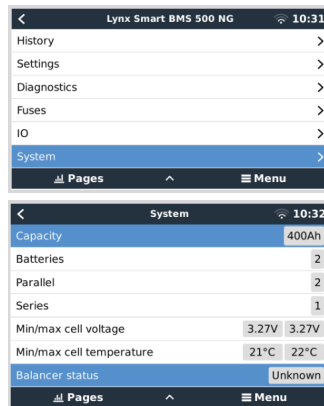 Lynx Smart BMS 500 NG 10:31
History
Settings
Diagnostics
Fuses
IO
System
Pages Menu
System 10:32
Capacity 400Ah
Batteries 2
Parallel 2
Series 1
Min/max cell voltage 3.27V 3.27V
Min/max cell temperature 21°C 22°C
Balancer status Unknown
Pages Menu